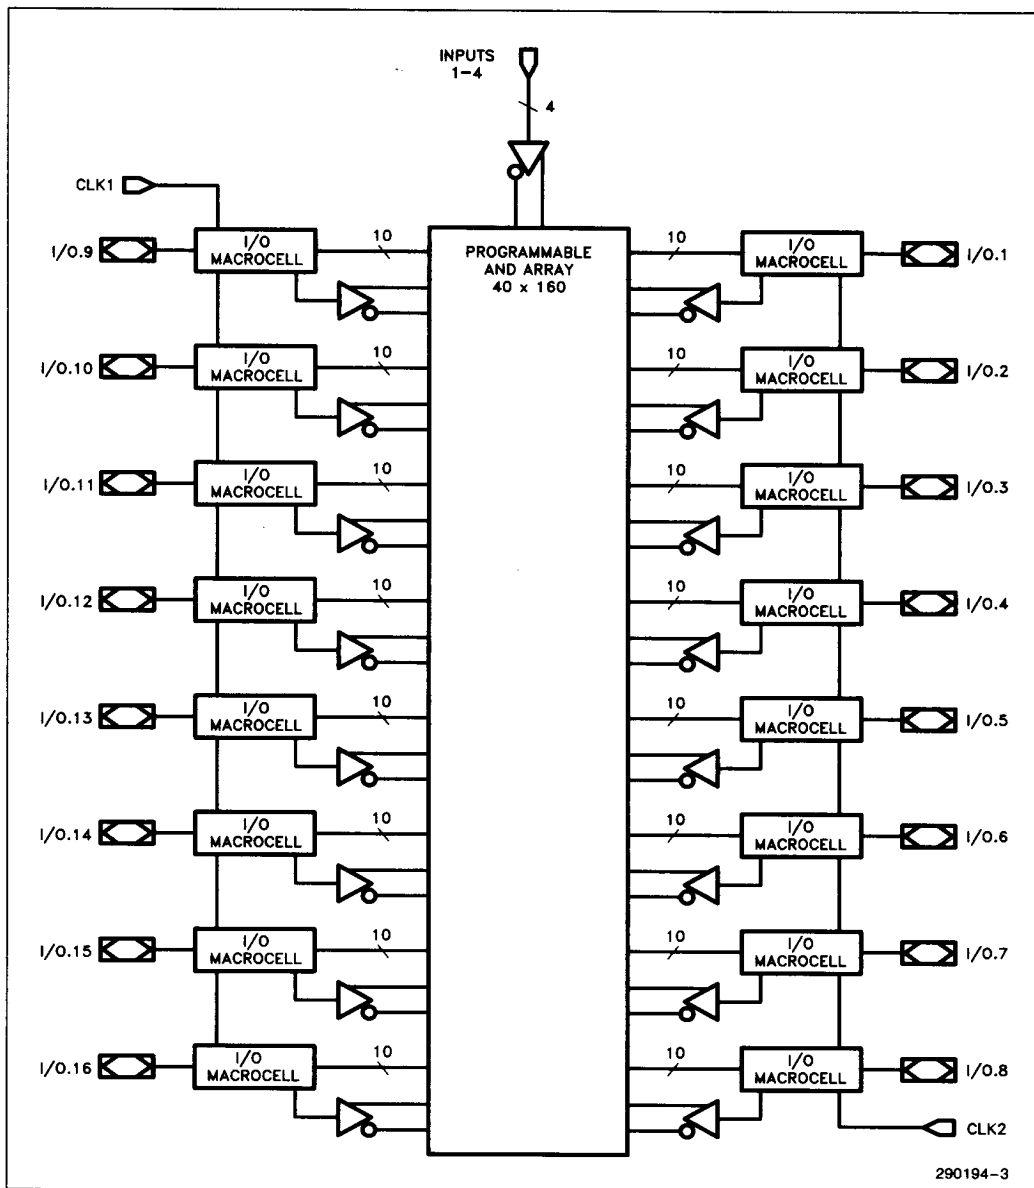 INPUTS
1-4
4
CLK1
I/O.9
I/O
MACROCELL
10
PROGRAMMABLE
AND ARRAY
40 x 160
10
I/O
MACROCELL
I/O.1
I/O.10
I/O
MACROCELL
10
10
I/O
MACROCELL
I/O.2
I/O.11
I/O
MACROCELL
10
10
I/O
MACROCELL
I/O.3
I/O.12
I/O
MACROCELL
10
10
I/O
MACROCELL
I/O.4
I/O.13
I/O
MACROCELL
10
10
I/O
MACROCELL
I/O.5
I/O.14
I/O
MACROCELL
10
10
I/O
MACROCELL
I/O.6
I/O.15
I/O
MACROCELL
10
10
I/O
MACROCELL
I/O.7
I/O.16
I/O
MACROCELL
10
10
I/O
MACROCELL
I/O.8
CLK2
290194-3